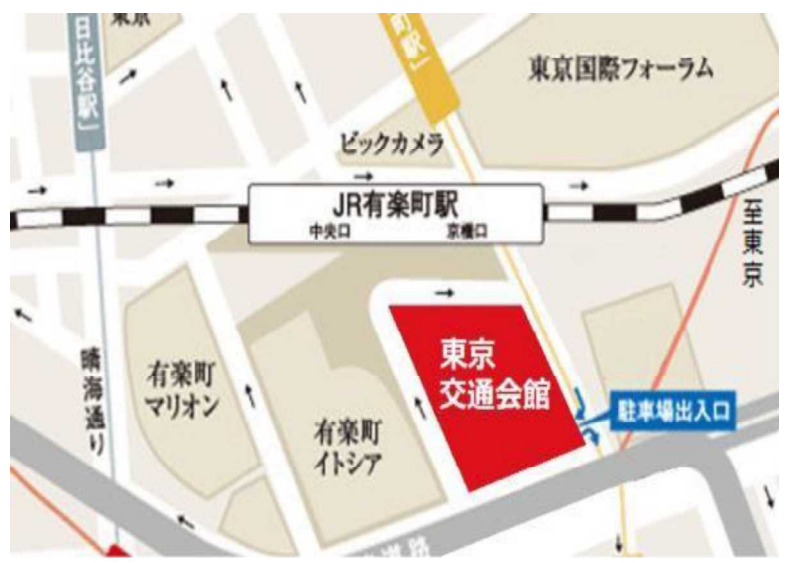 日比谷駅」
東京
町駅」
東京国際フォーラム
ビックカメラ
JR有楽町駅
中央口
京橋口
至東京
晴海通り
有楽町
マリオン
有楽町
イトシア
東京
交通会館
駐車場出入口
道路